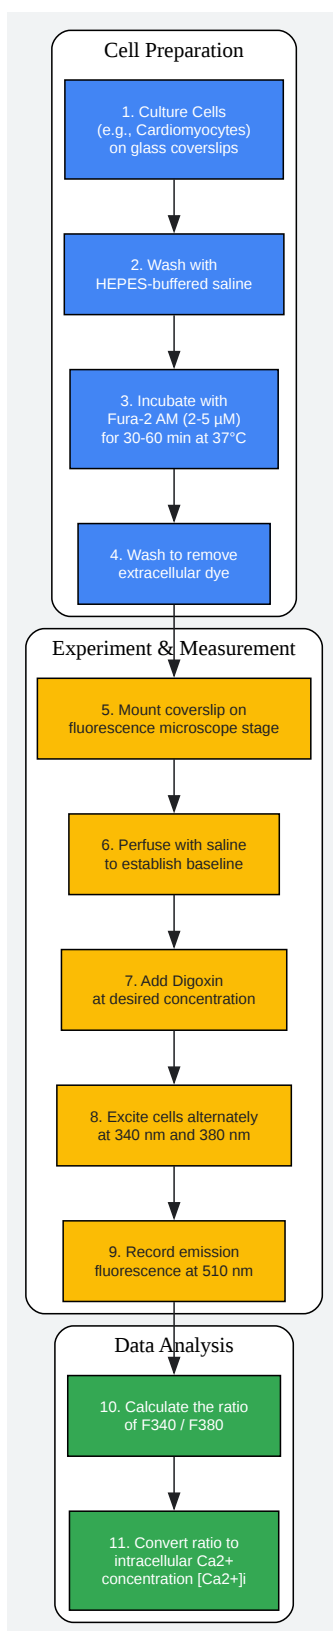 Cell Preparation
1. Culture Cells
(e.g., Cardiomyocytes)
on glass coverslips
2. Wash with
HEPES-buffered saline
3. Incubate with
Fura-2 AM (2-5 µM)
for 30-60 min at 37°C
4. Wash to remove
extracellular dye
Experiment & Measurement
5. Mount coverslip on
fluorescence microscope stage
6. Perfuse with saline
to establish baseline
7. Add Digoxin
at desired concentration
8. Excite cells alternately
at 340 nm and 380 nm
9. Record emission
fluorescence at 510 nm
Data Analysis
10. Calculate the ratio
of F340 / F380
11. Convert ratio to
intracellular Ca2+
concentration [Ca2+]i